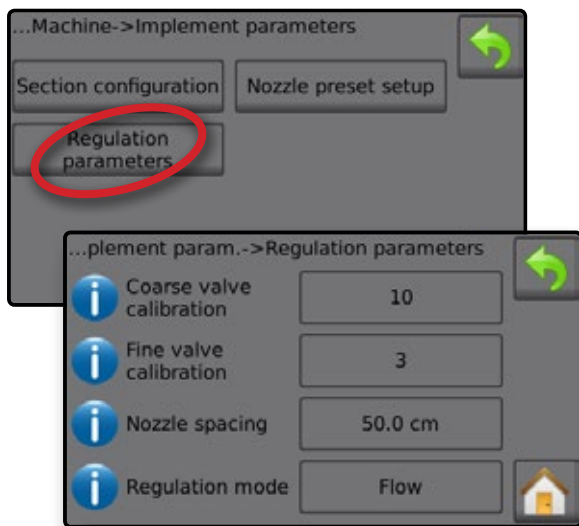 ...Machine->Implement parameters
Section configuration
Nozzle preset setup
Regulation
parameters
...plement param.->Regulation parameters
Coarse valve
calibration
10
Fine valve
calibration
3
Nozzle spacing
50.0 cm
Regulation mode
Flow